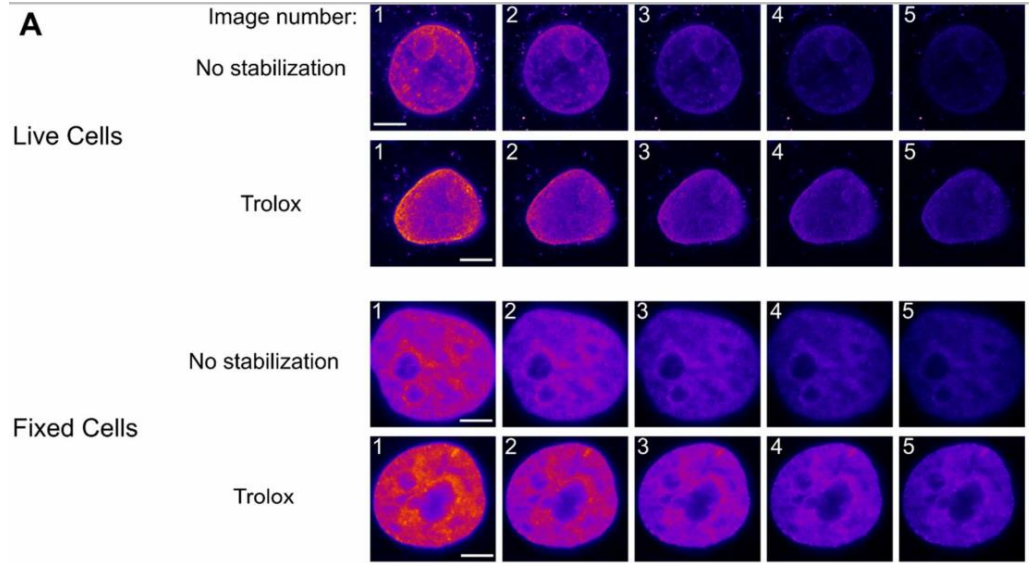 A
Image number:
1 2 3 4 5
No stabilization
Live Cells
1 2 3 4 5
Trolox
1 2 3 4 5
No stabilization
Fixed Cells
1 2 3 4 5
Trolox